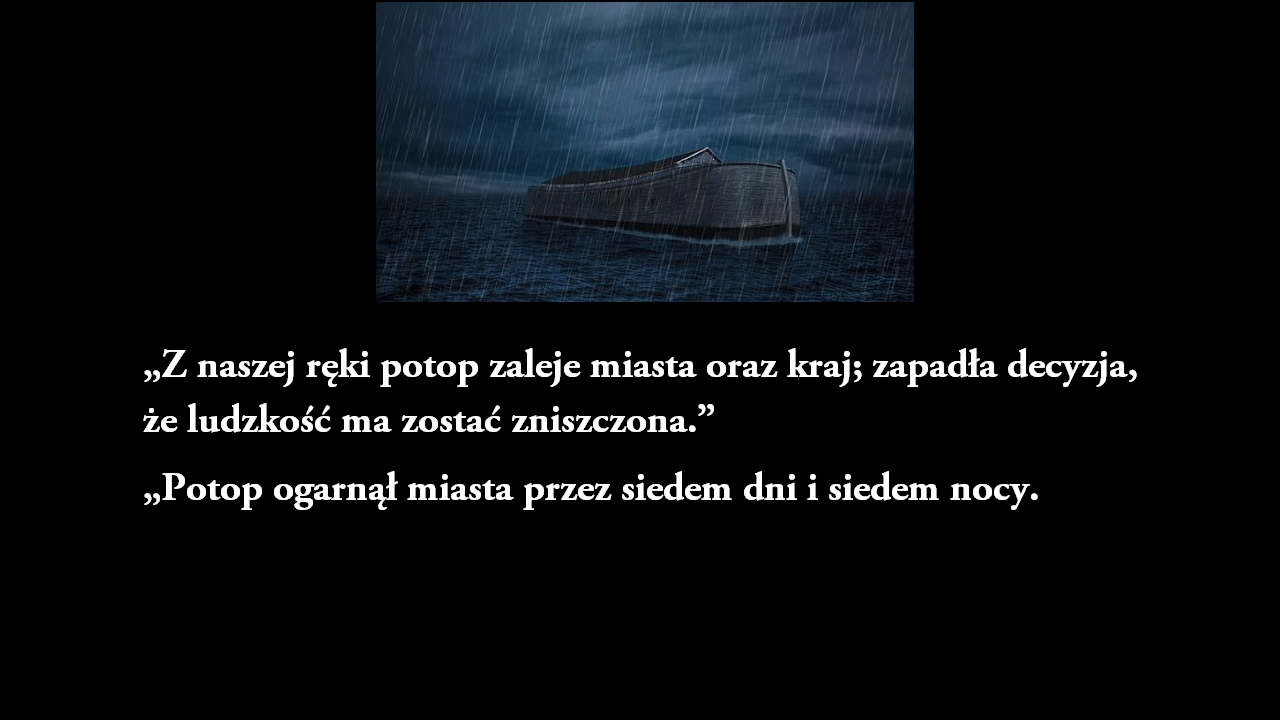 „Z naszej ręki potop zaleje miasta oraz kraj; zapadła decyzja,
że ludzkość ma zostać zniszczona.”
„Potop ogarnął miasta przez siedem dni i siedem nocy.